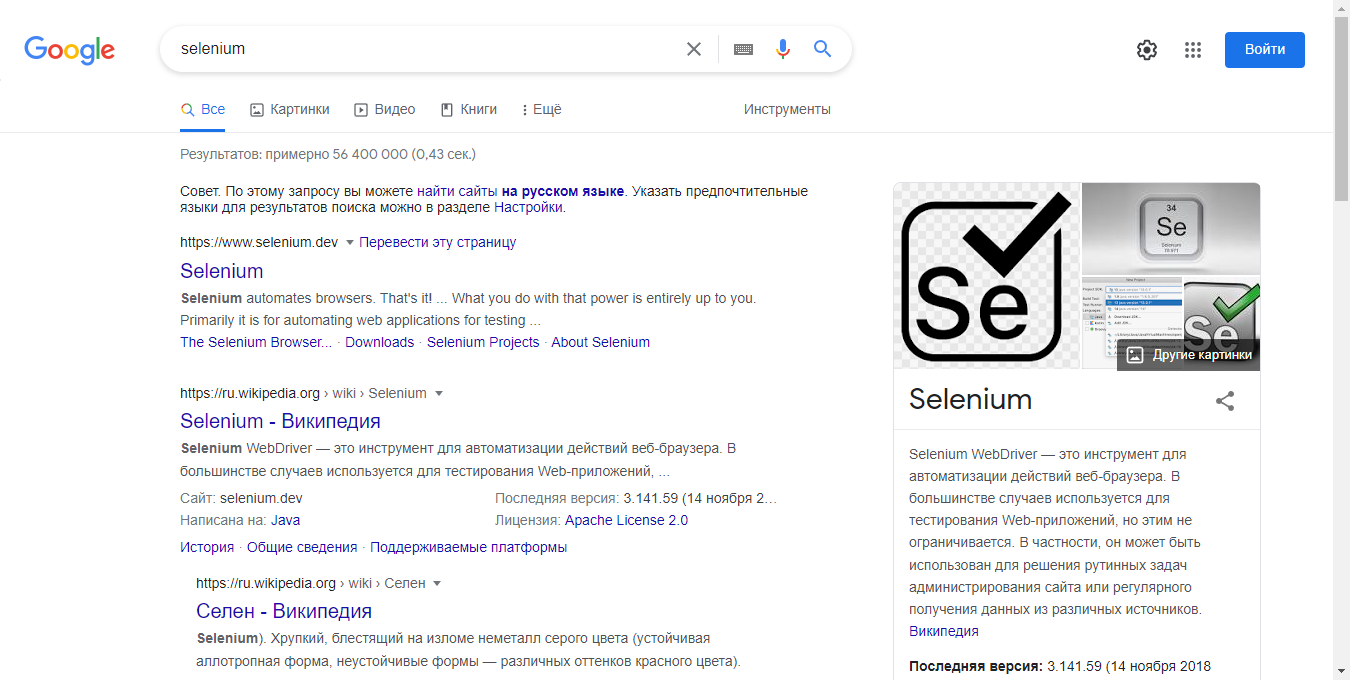 Google
selenium
Войти
Все
Картинки
Видео
Книги
Ещё
Инструменты
Результатов: примерно 56 400 000 (0,43 сек.)
Совет. По этому запросу вы можете найти сайты на русском языке. Указать предпочтительные
языки для результатов поиска можно в разделе Настройки.
https://www.selenium.dev Перевести эту страницу
Selenium
Selenium automates browsers. That's it! ... What you do with that power is entirely up to you.
Primarily it is for automating web applications for testing ...
The Selenium Browser... · Downloads · Selenium Projects · About Selenium
https://ru.wikipedia.org › wiki › Selenium
Selenium - Википедия
Selenium WebDriver — это инструмент для автоматизации действий веб-браузера. В
большинстве случаев используется для тестирования Web-приложений, ...
Сайт: selenium.dev
Последняя версия: 3.141.59 (14 ноября 2…
Написана на: Java
Лицензия: Apache License 2.0
История · Общие сведения · Поддерживаемые платформы
https://ru.wikipedia.org › wiki › Селен
Селен - Википедия
Selenium). Хрупкий, блестящий на изломе неметалл серого цвета (устойчивая
аллотропная форма, неустойчивые формы — различных оттенков красного цвета).
Se
34
Se
Selenium
Se
Другие картинки
Selenium
Selenium WebDriver — это инструмент для
автоматизации действий веб-браузера. В
большинстве случаев используется для
тестирования Web-приложений, но этим не
ограничивается. В частности, он может быть
использован для решения рутинных задач
администрирования сайта или регулярного
получения данных из различных источников.
Википедия
Последняя версия: 3.141.59 (14 ноября 2018